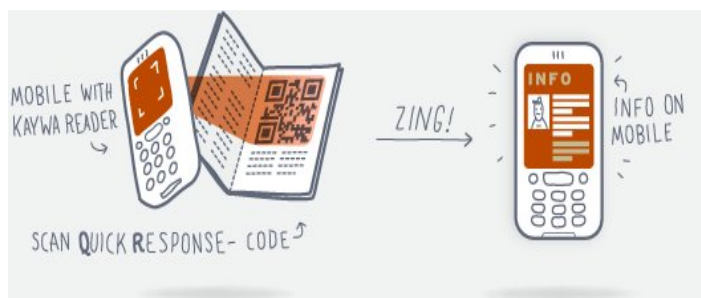 MOBILE WITH
KAYWA READER
SCAN QUICK RESPONSE- CODE
ZING!
INFO
INFO ON
MOBILE